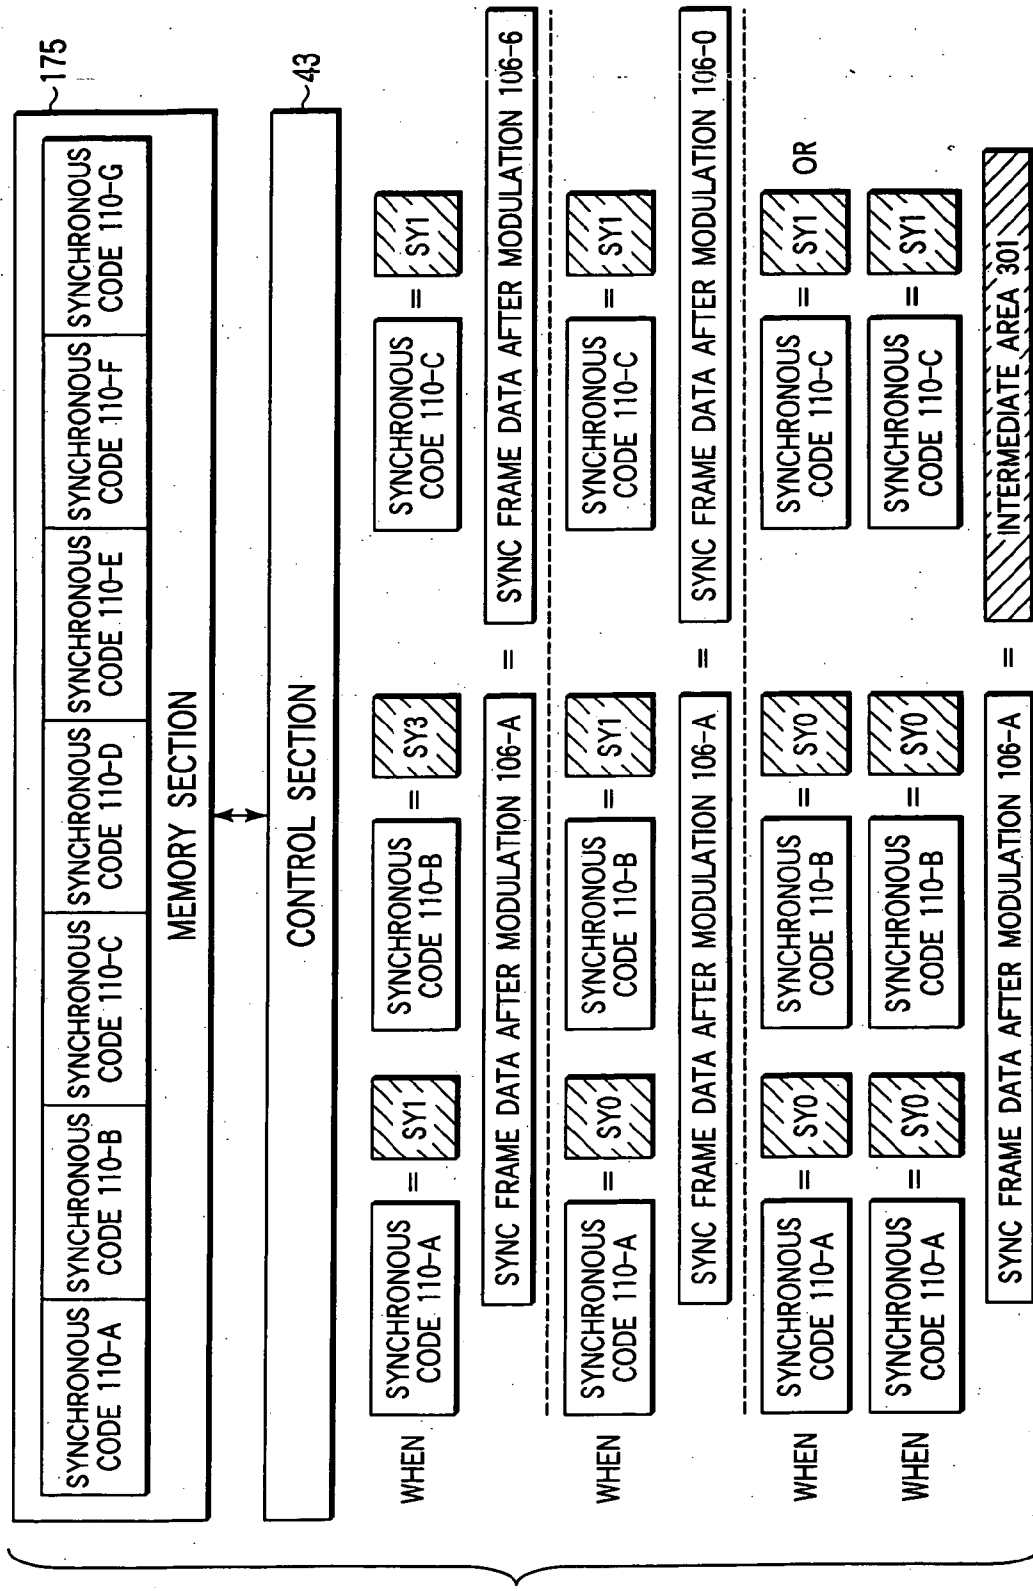 SYNCHRONOUS CODE 110-A
SYNCHRONOUS CODE 110-B
SYNCHRONOUS CODE 110-C
SYNCHRONOUS CODE 110-D
SYNCHRONOUS CODE 110-E
SYNCHRONOUS CODE 110-F
SYNCHRONOUS CODE 110-G
175
MEMORY SECTION
CONTROL SECTION
43
WHEN SYNCHRONOUS CODE 110-A = SY1 SYNCHRONOUS CODE 110-B = SY3 SYNCHRONOUS CODE 110-C = SY1
SYNC FRAME DATA AFTER MODULATION 106-A = SYNC FRAME DATA AFTER MODULATION 106-6
WHEN SYNCHRONOUS CODE 110-A = SY0 SYNCHRONOUS CODE 110-B = SY1 SYNCHRONOUS CODE 110-C = SY1
SYNC FRAME DATA AFTER MODULATION 106-A = SYNC FRAME DATA AFTER MODULATION 106-0
WHEN SYNCHRONOUS CODE 110-A = SY0 SYNCHRONOUS CODE 110-B = SY0 SYNCHRONOUS CODE 110-C = SY1 OR
WHEN SYNCHRONOUS CODE 110-A = SY0 SYNCHRONOUS CODE 110-B = SY0 SYNCHRONOUS CODE 110-C = SY1
SYNC FRAME DATA AFTER MODULATION 106-A = INTERMEDIATE AREA 301